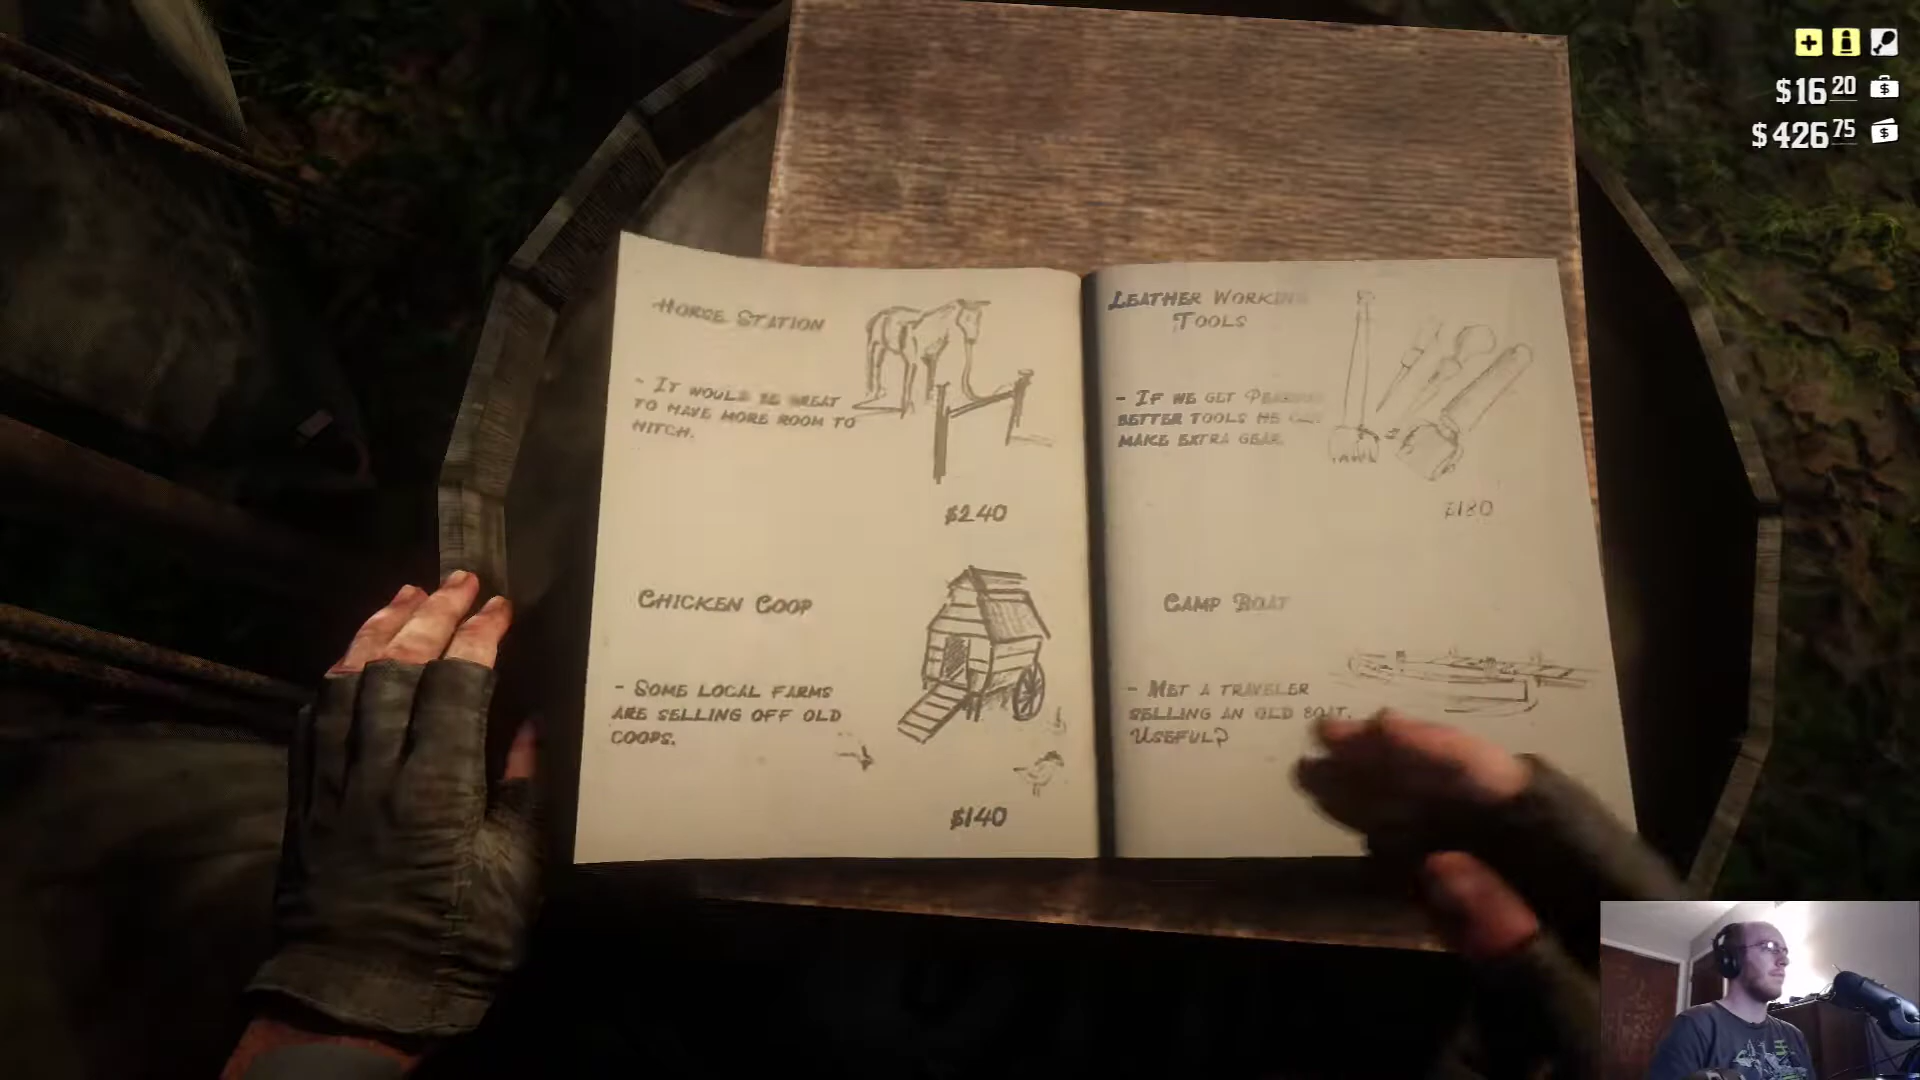 $16 20
$426 75
HORSE STATION
- IT WOULD BE GREAT
TO HAVE MORE ROOM TO
HITCH.
$240
CHICKEN COOP
- SOME LOCAL FARMS
ARE SELLING OFF OLD
COOPS.
$140
LEATHER WORKING
TOOLS
- IF WE GET
BETTER TOOLS HE CAN
MAKE EXTRA GEAR.
CAMP BOAT
- MET A TRAVELER
SELLING AN OLD BOAT.
USEFUL?